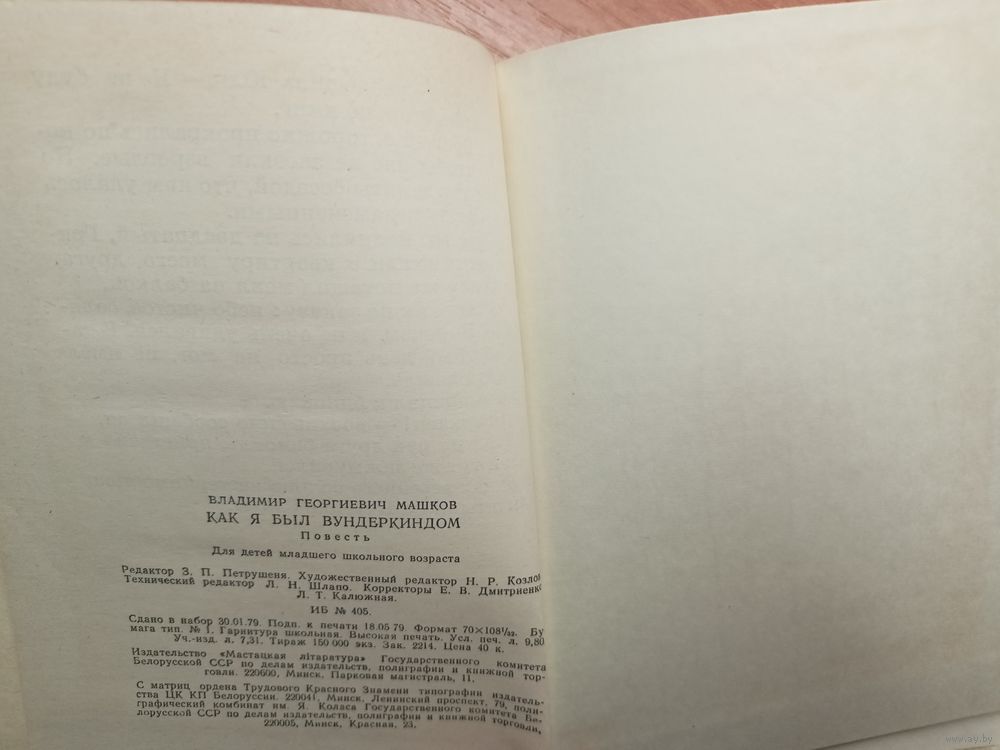 ВЛАДИМИР ГЕОРГИЕВИЧ МАШКОВ
КАК Я БЫЛ ВУНДЕРКИНДОМ
Повесть
Для детей младшего школьного возраста
Редактор З. П. Петрушеня. Художественный редактор Н. Р. Козлов
Технический редактор Л. Н. Шлапо. Корректоры Е. В. Дмитриенко
Л. Т. Калюжная.
ИБ № 405.
Сдано в набор 30.01.79. Подп. к печати 18.05 79. Формат 70×108¹/₃₂. Бу
мага тип. № 1. Гарнитура школьная. Высокая печать. Усл. печ. л. 9,80
Уч.-изд. л. 7,31. Тираж 150 000 экз. Зак. 2214. Цена 40 к.
Издательство «Мастацкая літаратура» Государственного комитета
Белорусской ССР по делам издательств, полиграфии и книжной тор-
говли. 220600, Минск, Парковая магистраль, 11.
С матриц ордена Трудового Красного Знамени типографии издатель-
ства ЦК КП Белоруссии. 220041, Минск, Ленинский проспект, 79, поли-
графический комбинат им. Я. Коласа Государственного комитета Бе-
лорусской ССР по делам издательств, полиграфии и книжной торговли,
220005, Минск, Красная, 23.
www.ay.by